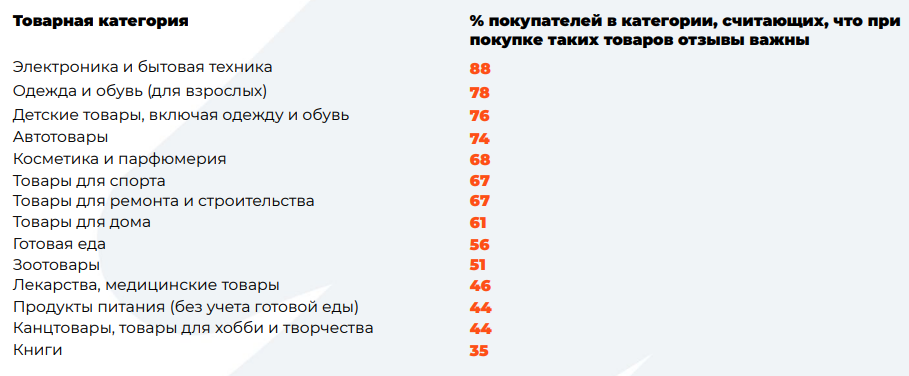 Товарная категория % покупателей в категории, считающих, что при
покупке таких товаров отзывы важны
Электроника и бытовая техника 88
Одежда и обувь (для взрослых) 78
Детские товары, включая одежду и обувь 76
Автотовары 74
Косметика и парфюмерия 68
Товары для спорта 67
Товары для ремонта и строительства 67
Товары для дома 61
Готовая еда 56
Зоотовары 51
Лекарства, медицинские товары 46
Продукты питания (без учета готовой еды) 44
Канцтовары, товары для хобби и творчества 44
Книги 35